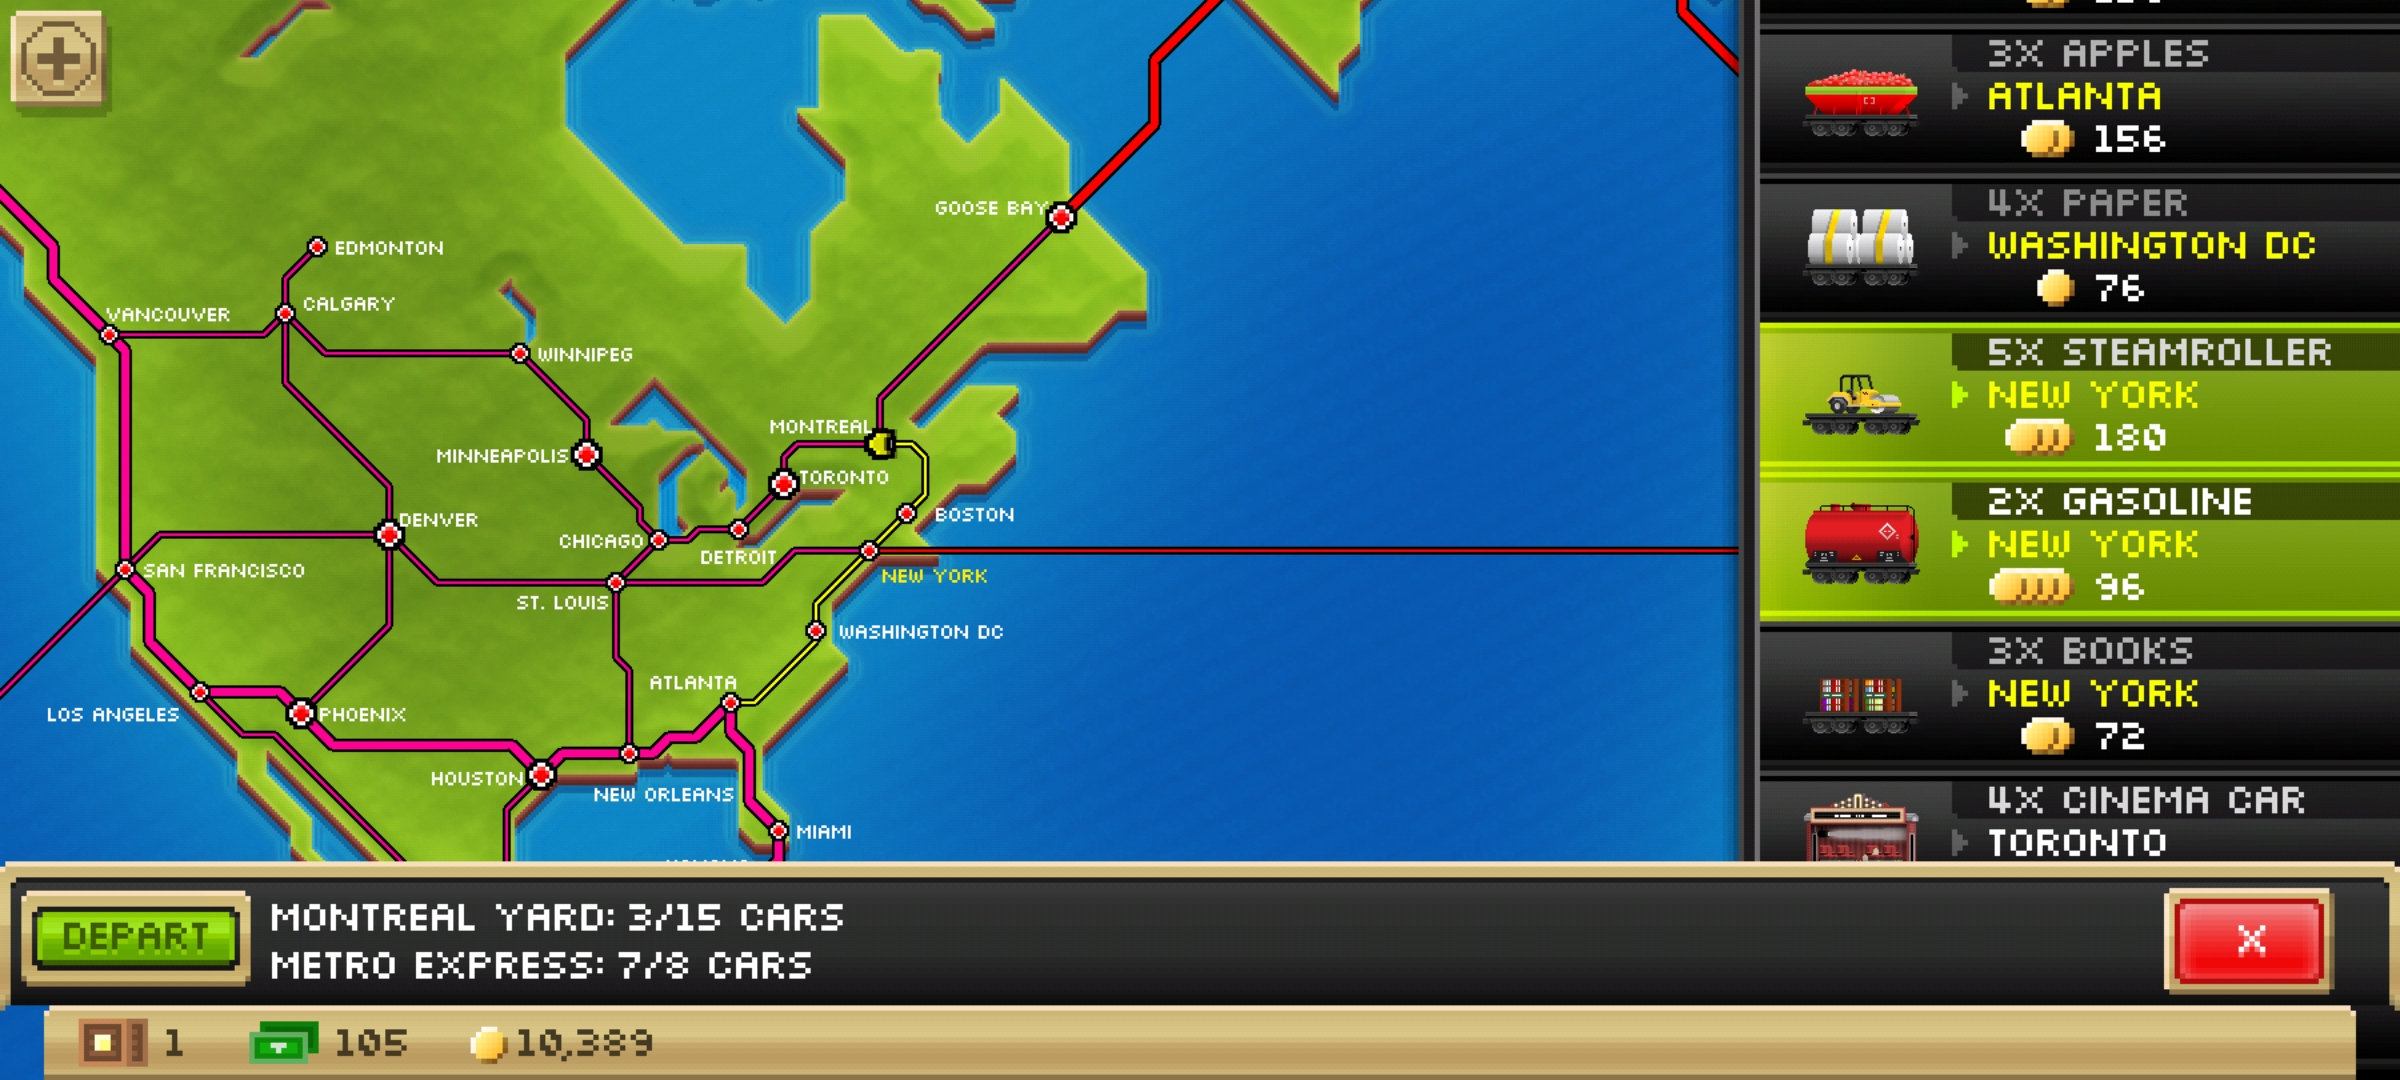 GOOSE BAY
EDMONTON
CALGARY
VANCOUVER
WINNIPEG
MONTREAL
MINNEAPOLIS
TORONTO
DENVER
BOSTON
CHICAGO
DETROIT
SAN FRANCISCO
NEW YORK
ST. LOUIS
WASHINGTON DC
ATLANTA
LOS ANGELES
PHOENIX
HOUSTON
NEW ORLEANS
MIAMI
3X APPLES
ATLANTA
156
4X PAPER
WASHINGTON DC
76
5X STEAMROLLER
NEW YORK
180
2X GASOLINE
NEW YORK
96
3X BOOKS
NEW YORK
72
4X CINEMA CAR
TORONTO
DEPART
MONTREAL YARD: 3/15 CARS
METRO EXPRESS: 7/8 CARS
X
1
105
10,389